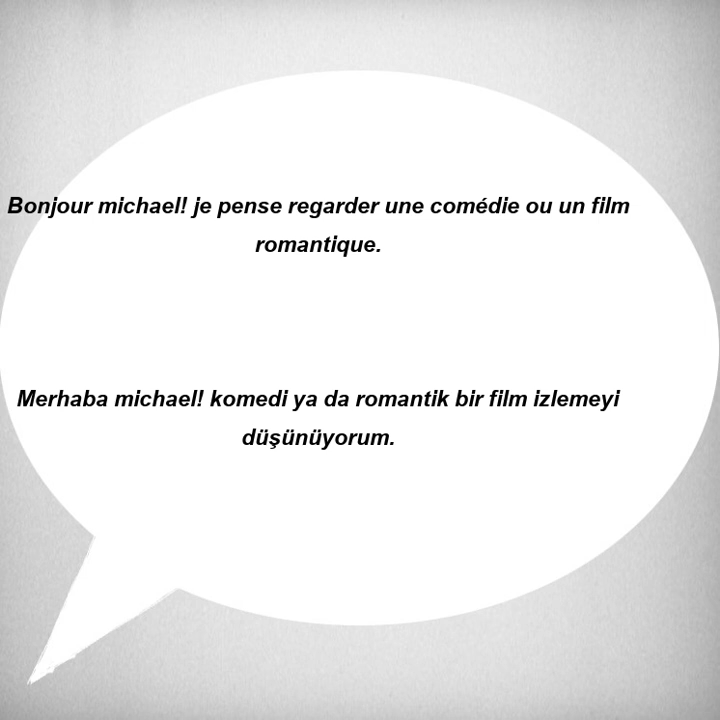 Bonjour michael! je pense regarder une comédie ou un film
romantique.
Merhaba michael! komedi ya da romantik bir film izlemeyi
düşünüyorum.